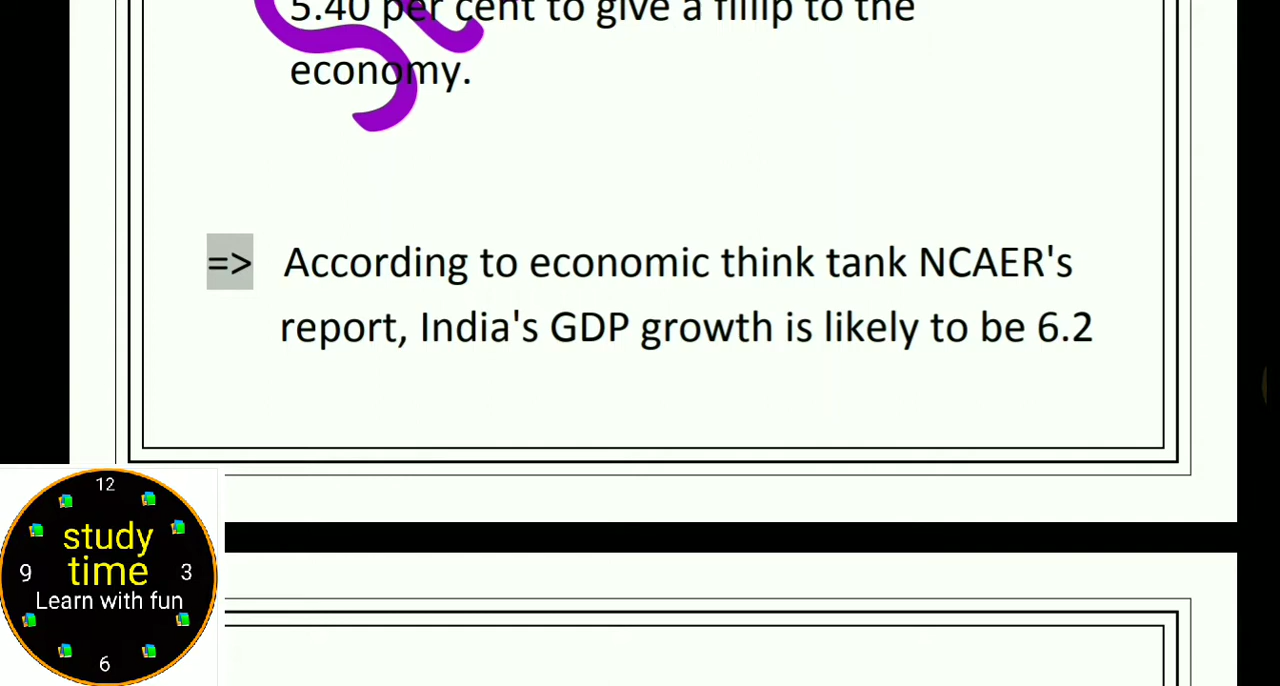 5.40 per cent to give a fillip to the
economy.
=> According to economic think tank NCAER's
report, India's GDP growth is likely to be 6.2
12
study
time
9
3
Learn with fun
6